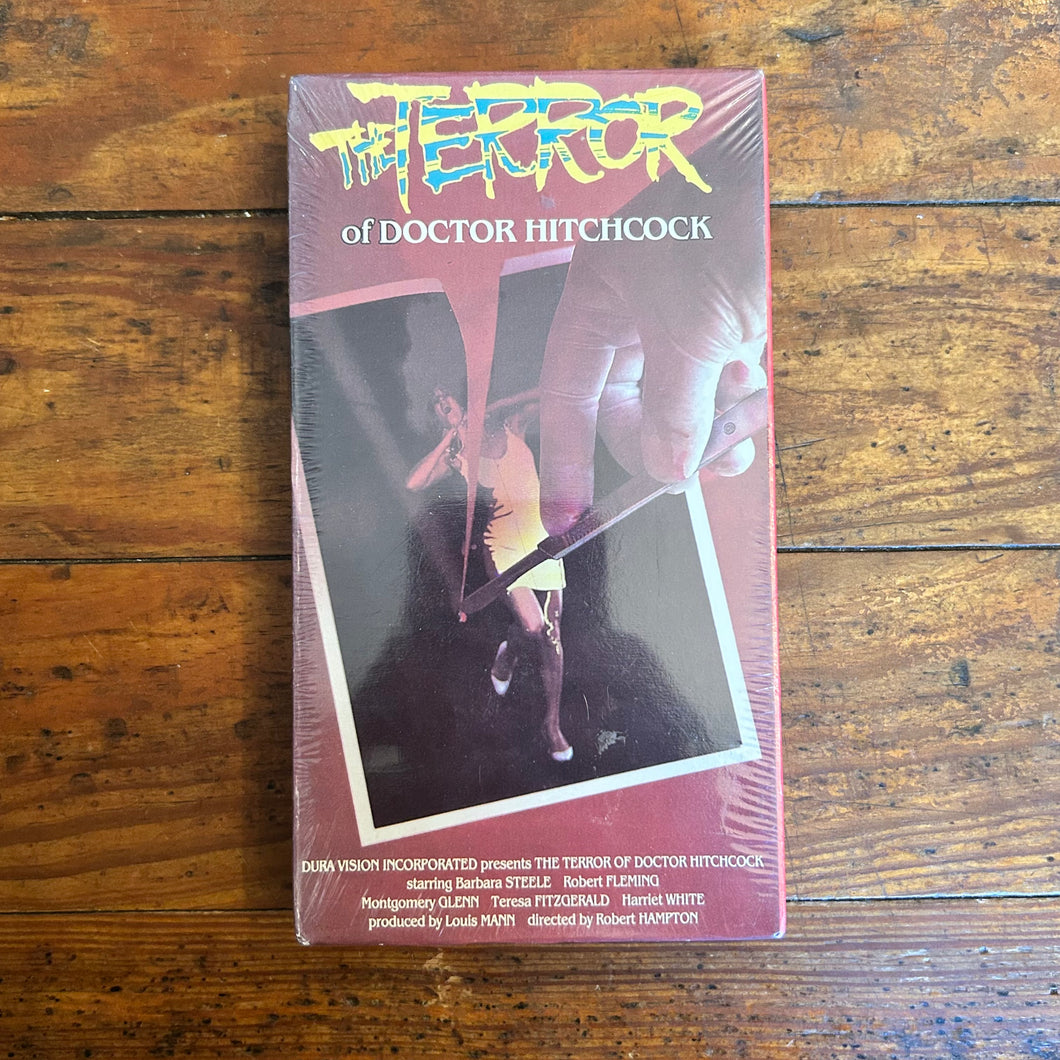 THE TERROR
of DOCTOR HITCHCOCK
DURA VISION INCORPORATED presents THE TERROR OF DOCTOR HITCHCOCK
starring Barbara STEELE Robert FLEMING
Montgomery GLENN Teresa FITZGERALD Harriet WHITE
produced by Louis MANN directed by Robert HAMPTON